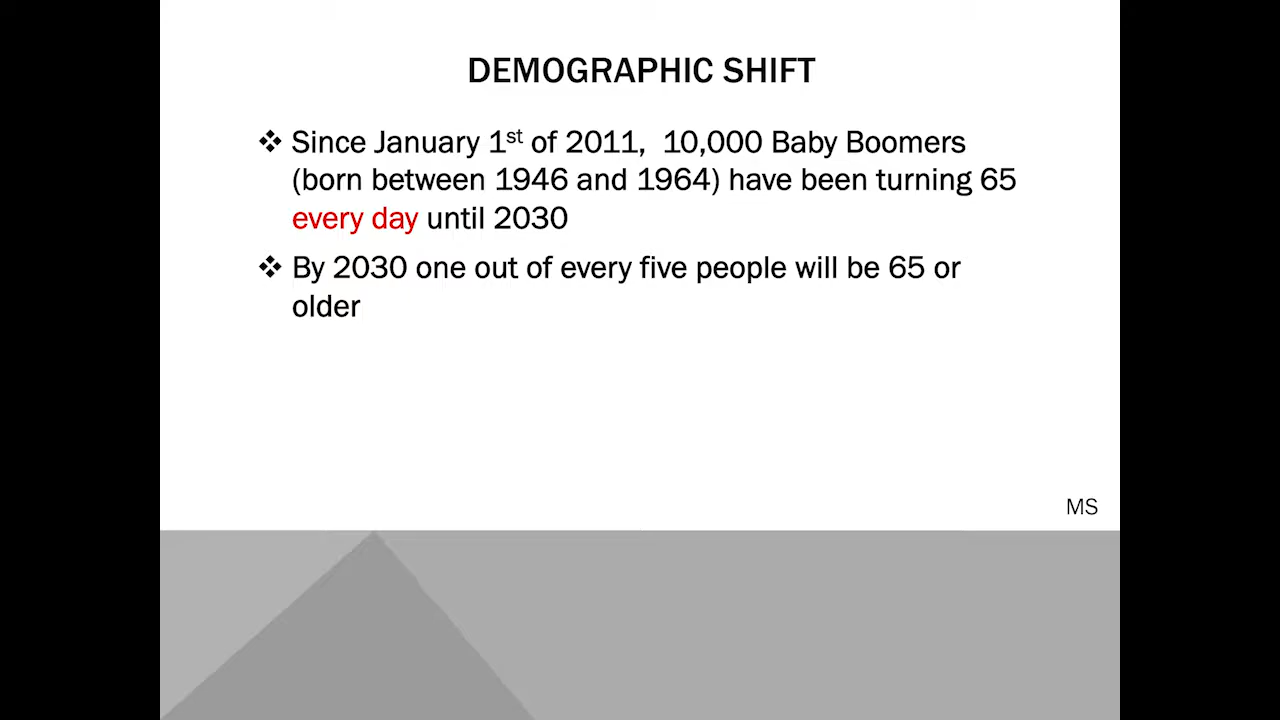 DEMOGRAPHIC SHIFT
❖ Since January 1st of 2011,  10,000 Baby Boomers
(born between 1946 and 1964) have been turning 65
every day until 2030
❖ By 2030 one out of every five people will be 65 or
older
MS